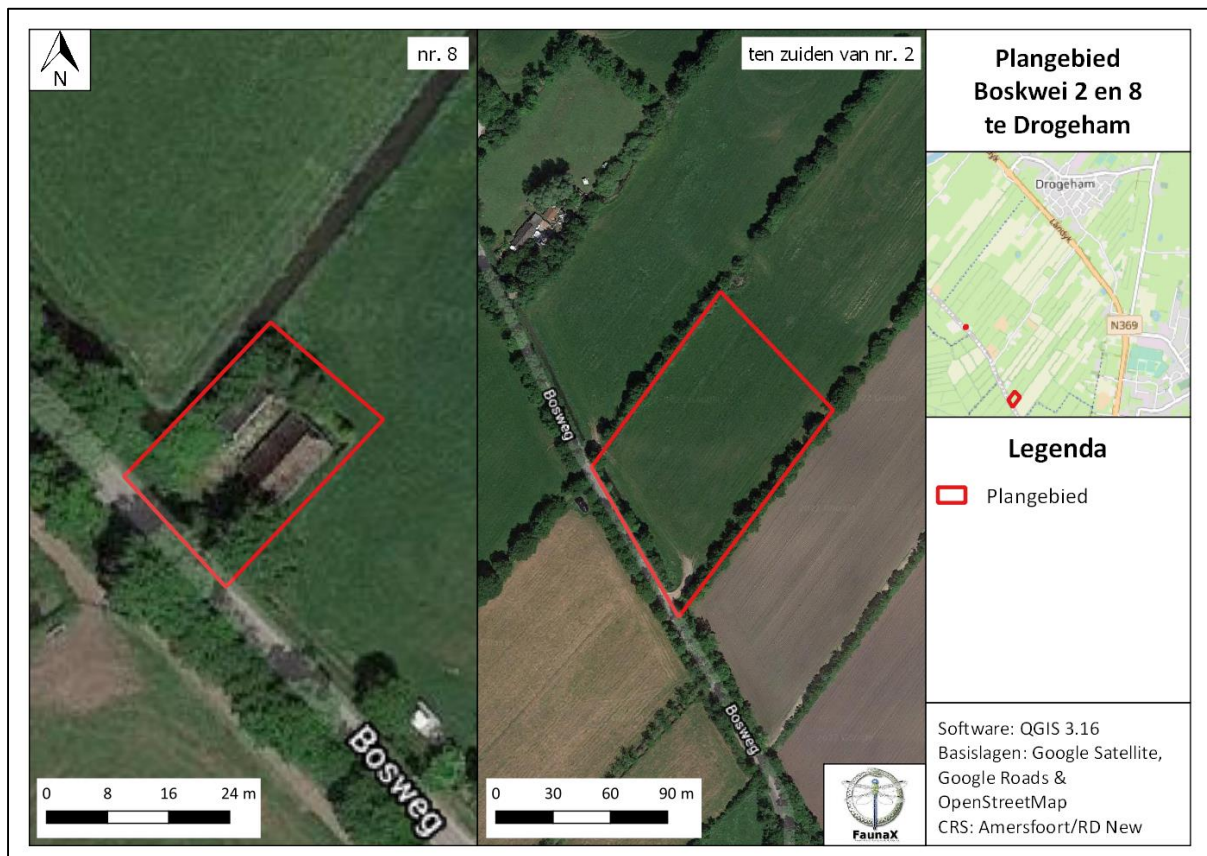 N
nr. 8
Bosweg
0 8 16 24 m
ten zuiden van nr. 2
Bosweg
Bosweg
0 30 60 90 m
FaunaX
Plangebied
Boskwei 2 en 8
te Drogeham
Drogeham
Lândyk
N369
Legenda
Plangebied
Software: QGIS 3.16
Basislagen: Google Satellite,
Google Roads &
OpenStreetMap
CRS: Amersfoort/RD New